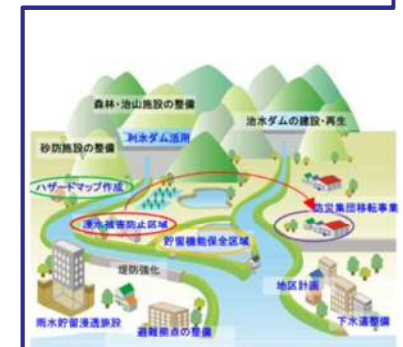 森林・治山施設の整備
治水ダムの建設・再生
利水ダム活用
砂防施設の整備
ハザードマップ作成
防災集団移転事業
浸水被害防止区域
貯留機能保全区域
堤防強化
地区計画
雨水貯留浸透施設
下水道整備
避難拠点の整備